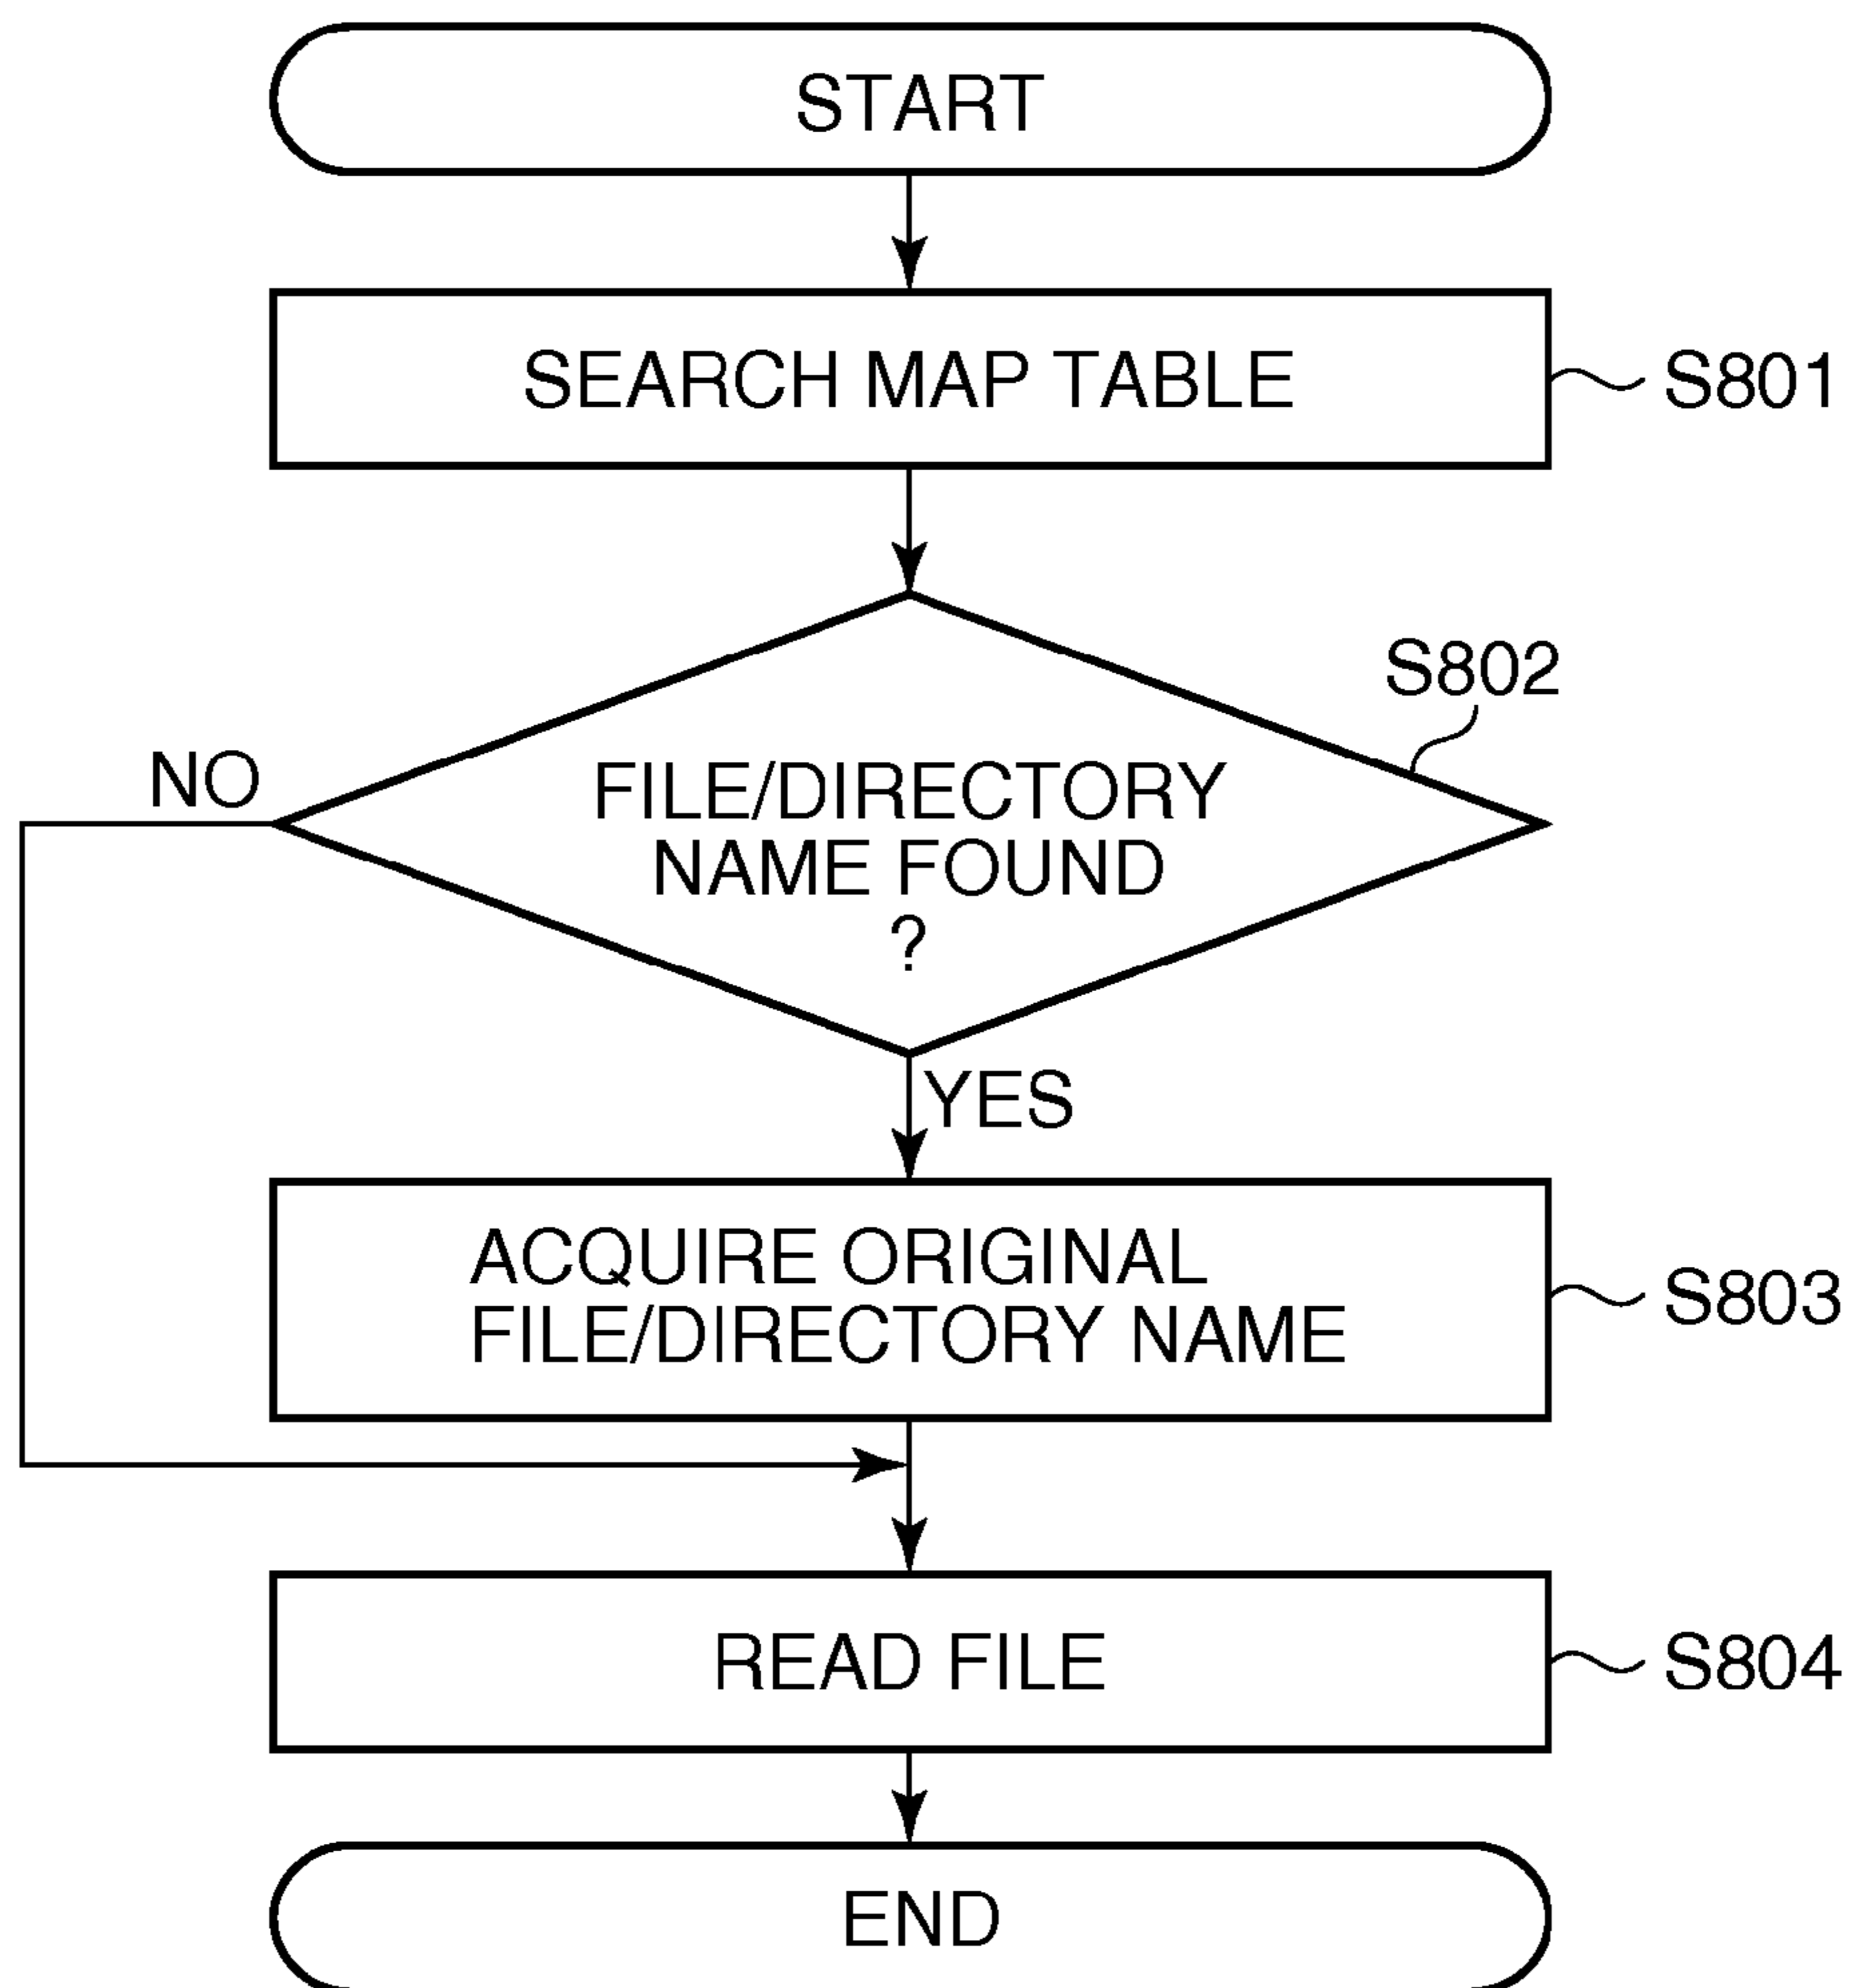 START
SEARCH MAP TABLE
S801
S802
NO
FILE/DIRECTORY
NAME FOUND
?
YES
ACQUIRE ORIGINAL
FILE/DIRECTORY NAME
S803
READ FILE
S804
END